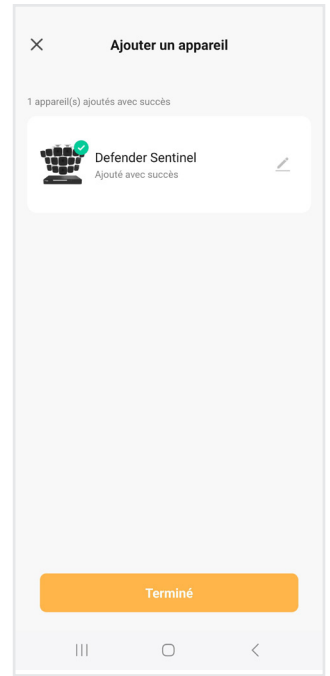 Ajouter un appareil
1 appareil(s) ajoutés avec succès
Defender Sentinel
Ajouté avec succès
Terminé